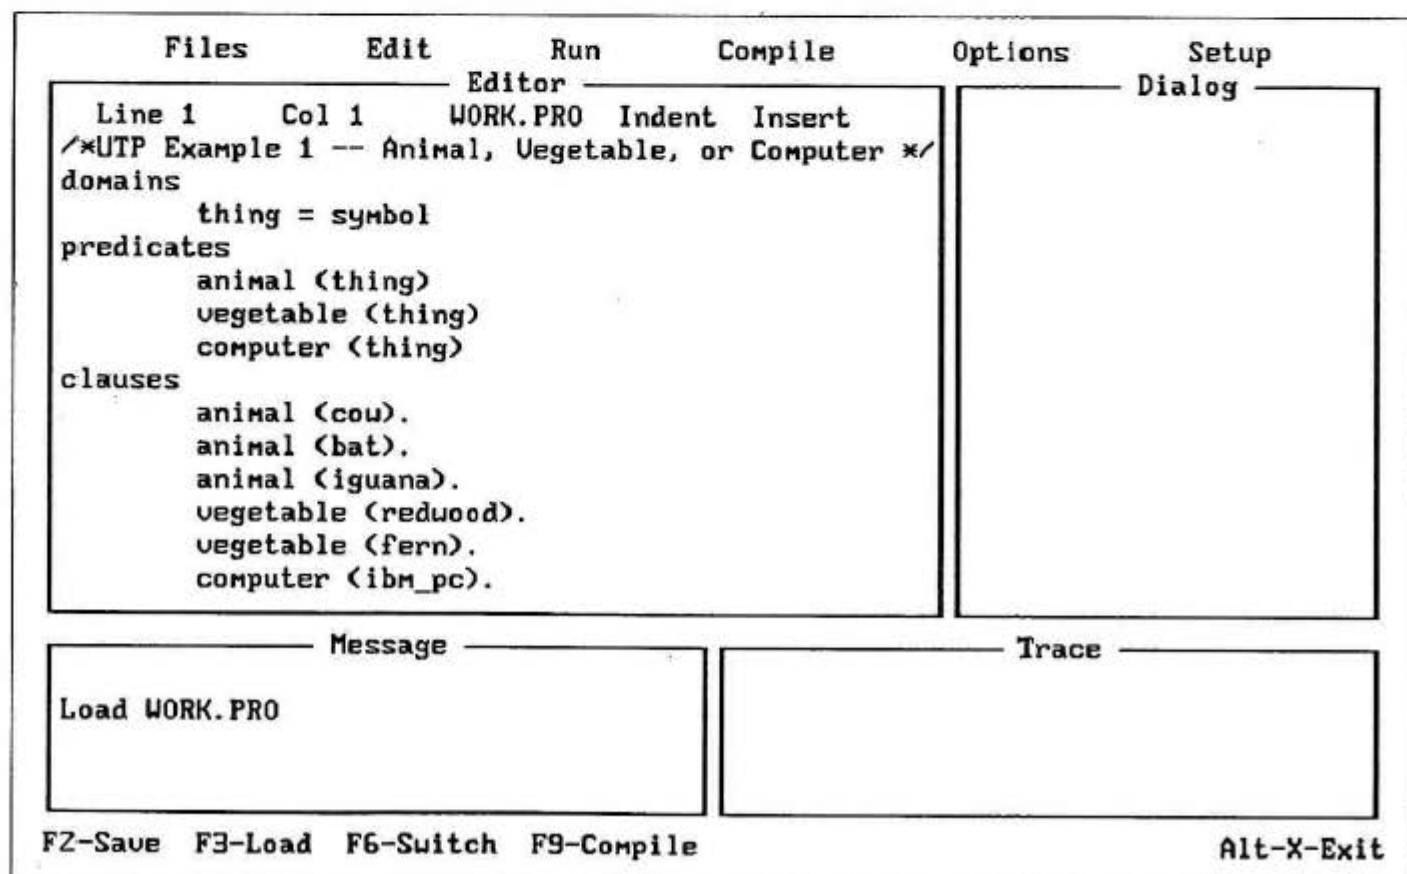 Files Edit Run Compile Options Setup
Editor
Dialog
Line 1 Col 1 WORK.PRO Indent Insert
/*UTP Example 1 -- Animal, Vegetable, or Computer */
domains
thing = symbol
predicates
animal (thing)
vegetable (thing)
computer (thing)
clauses
animal (cow).
animal (bat).
animal (iguana).
vegetable (redwood).
vegetable (fern).
computer (ibm_pc).
Message
Trace
Load WORK.PRO
F2-Save F3-Load F6-Switch F9-Compile Alt-X-Exit